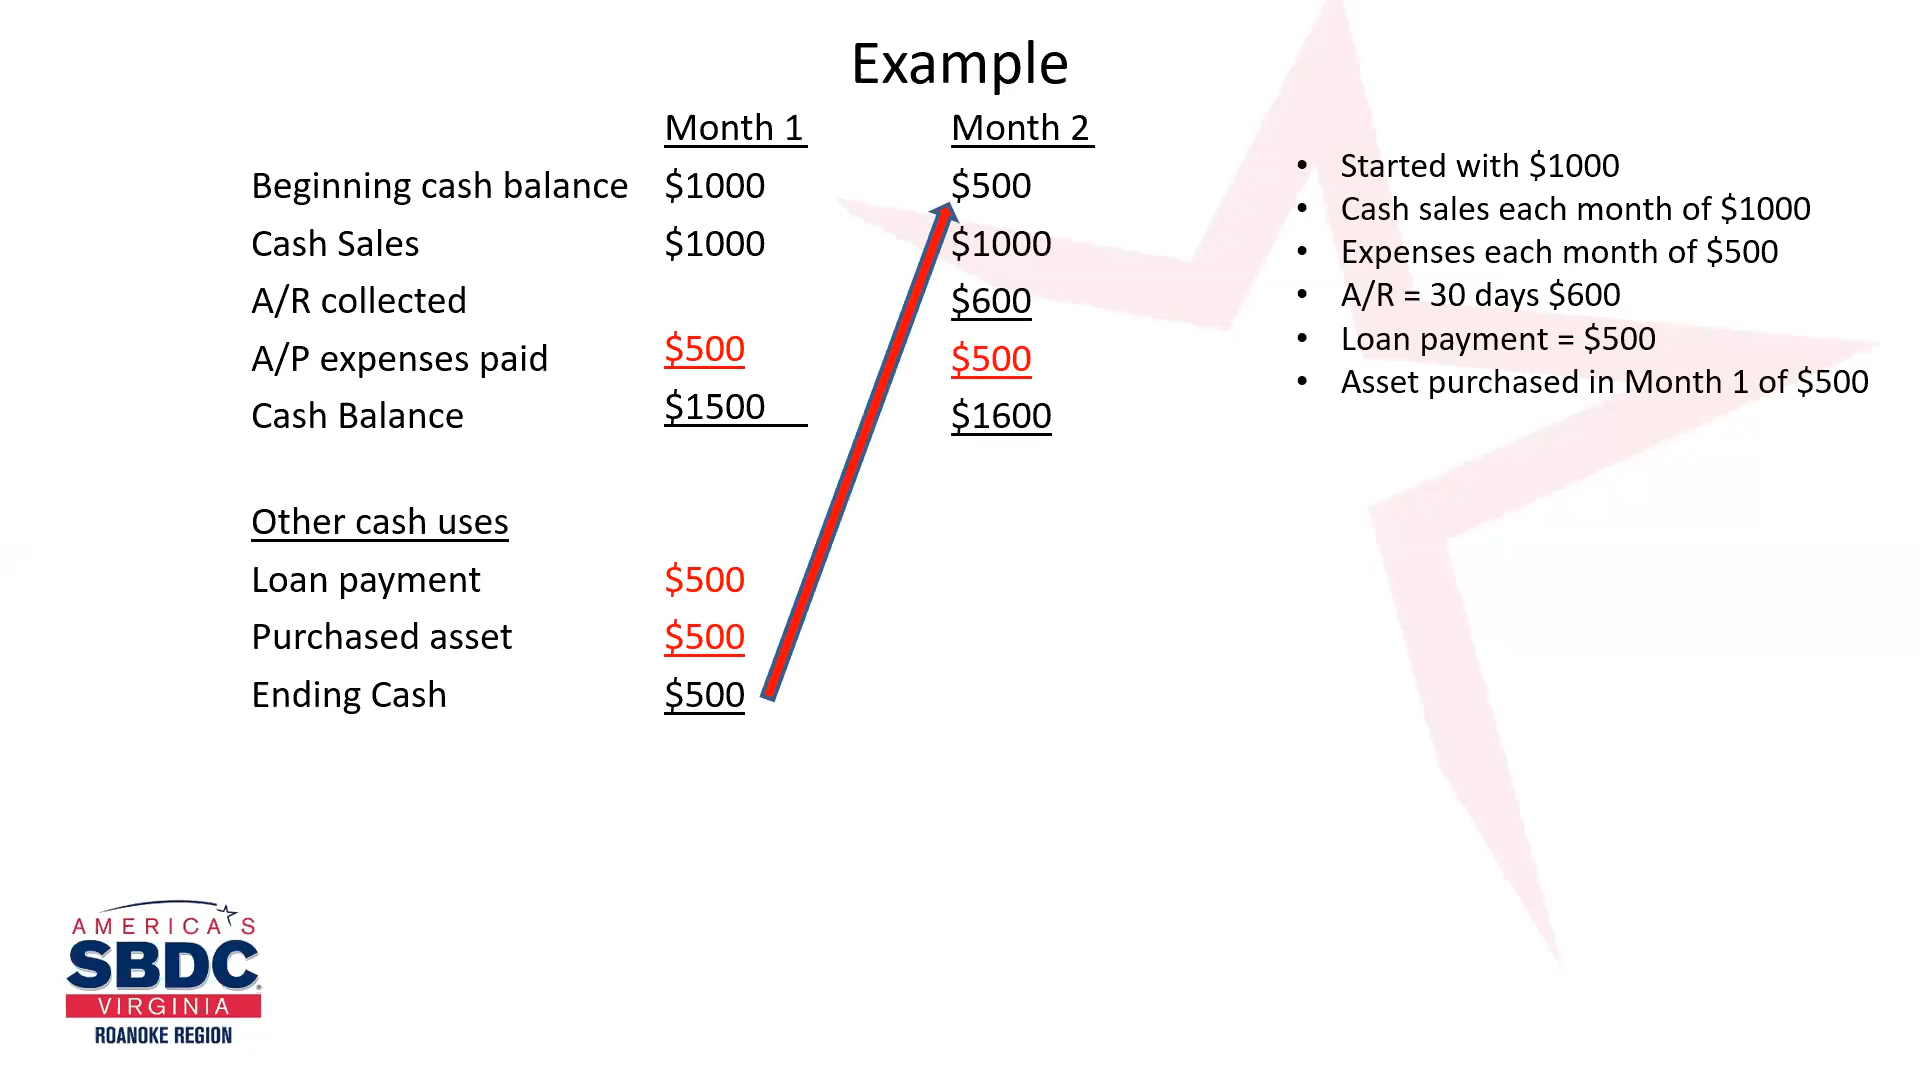 Example
Month 1 Month 2
Beginning cash balance $1000 $500
Cash Sales $1000 $1000
A/R collected $600
A/P expenses paid $500 $500
Cash Balance $1500 $1600
Other cash uses
Loan payment $500
Purchased asset $500
Ending Cash $500
• Started with $1000
• Cash sales each month of $1000
• Expenses each month of $500
• A/R = 30 days $600
• Loan payment = $500
• Asset purchased in Month 1 of $500
AMERICA'S
SBDC®
VIRGINIA
ROANOKE REGION